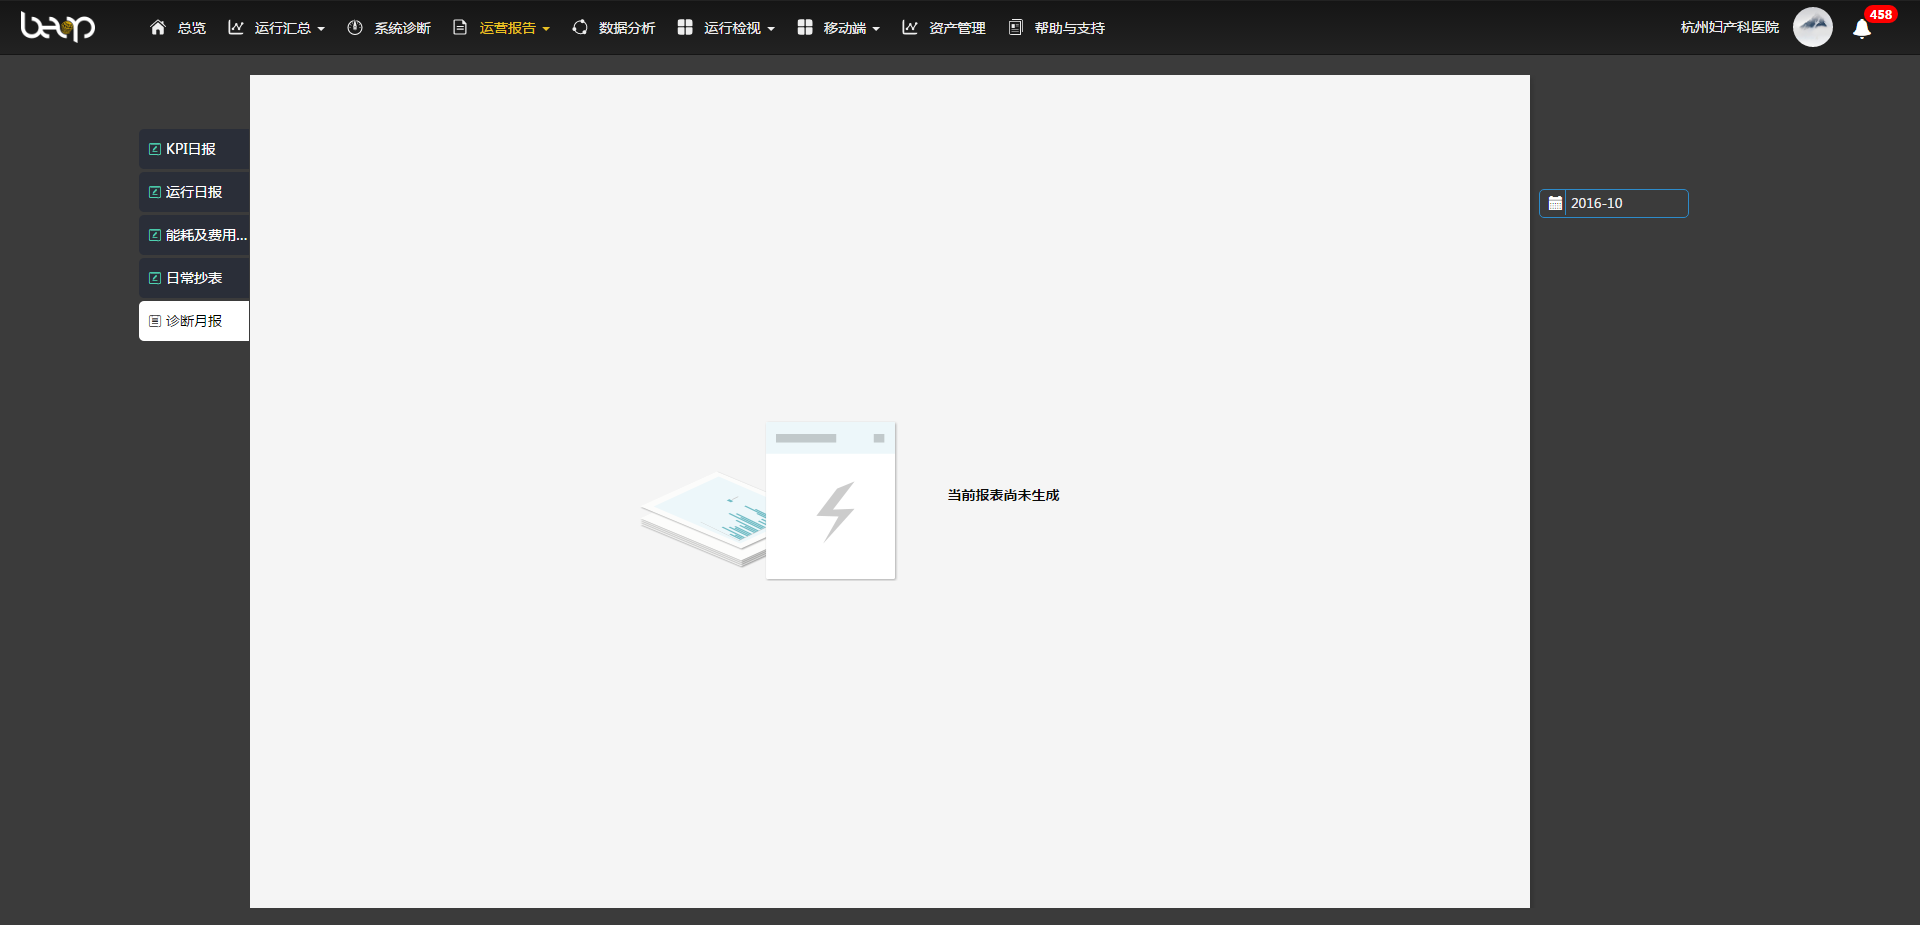 beop
总览
运行汇总
系统诊断
运营报告
数据分析
运行检视
移动端
资产管理
帮助与支持
杭州妇产科医院
458
KPI日报
运行日报
能耗及费用...
日常抄表
诊断月报
2016-10
当前报表尚未生成